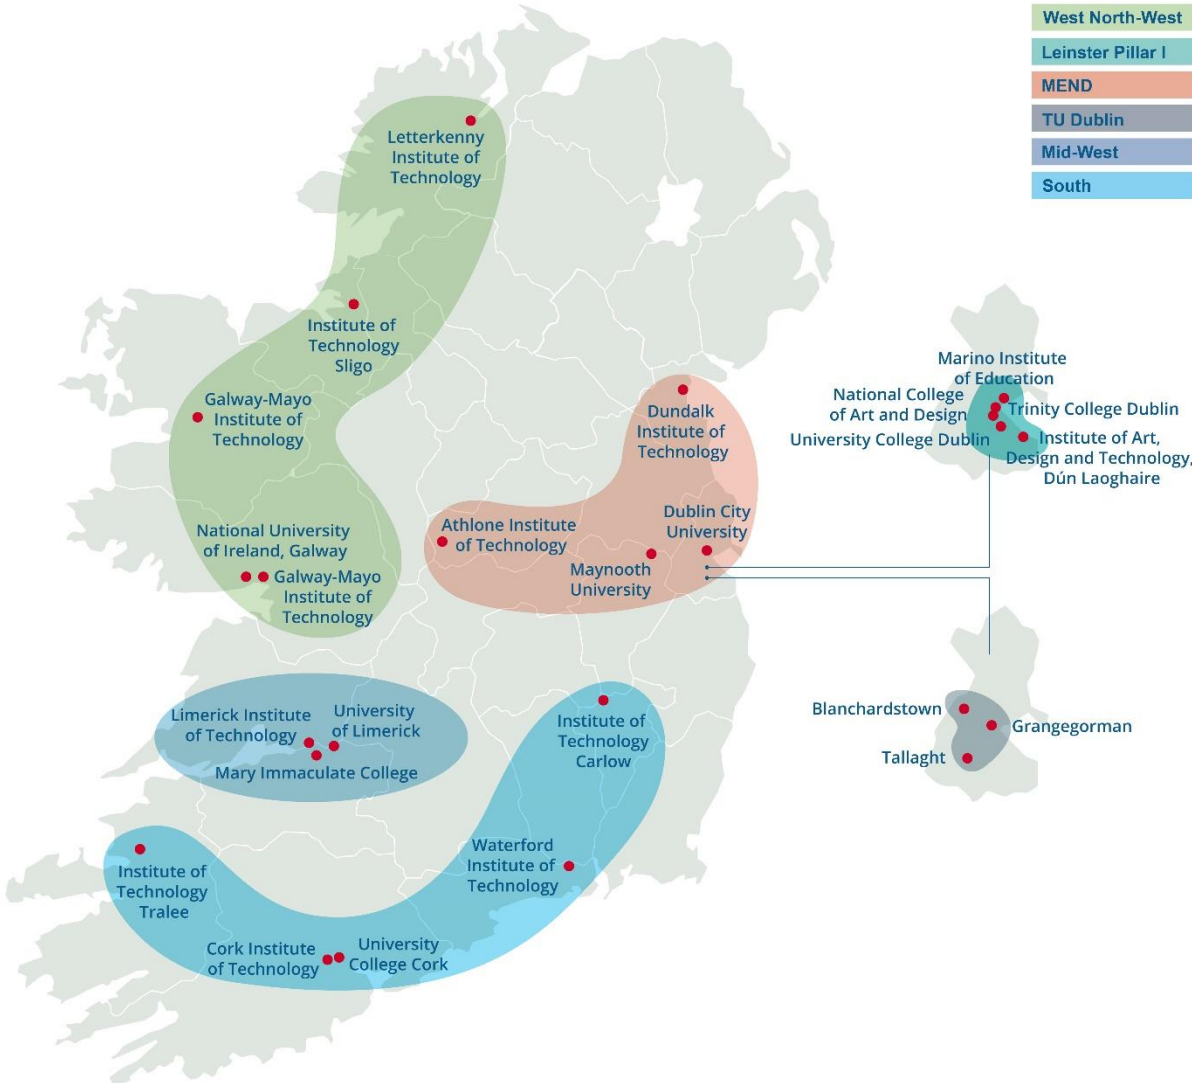 West North-West
Leinster Pillar I
MEND
TU Dublin
Mid-West
South
Letterkenny
Institute of
Technology
Institute of
Technology
Sligo
Galway-Mayo
Institute of
Technology
National University
of Ireland, Galway
Galway-Mayo
Institute of
Technology
Dundalk
Institute of
Technology
Athlone Institute
of Technology
Dublin City
University
Maynooth
University
Marino Institute
of Education
National College
of Art and Design
Trinity College Dublin
University College Dublin
Institute of Art,
Design and Technology,
Dún Laoghaire
Blanchardstown
Grangegorman
Tallaght
Limerick Institute
of Technology
University
of Limerick
Mary Immaculate College
Institute of
Technology
Carlow
Waterford
Institute of
Technology
Institute of
Technology
Tralee
Cork Institute
of Technology
University
College Cork